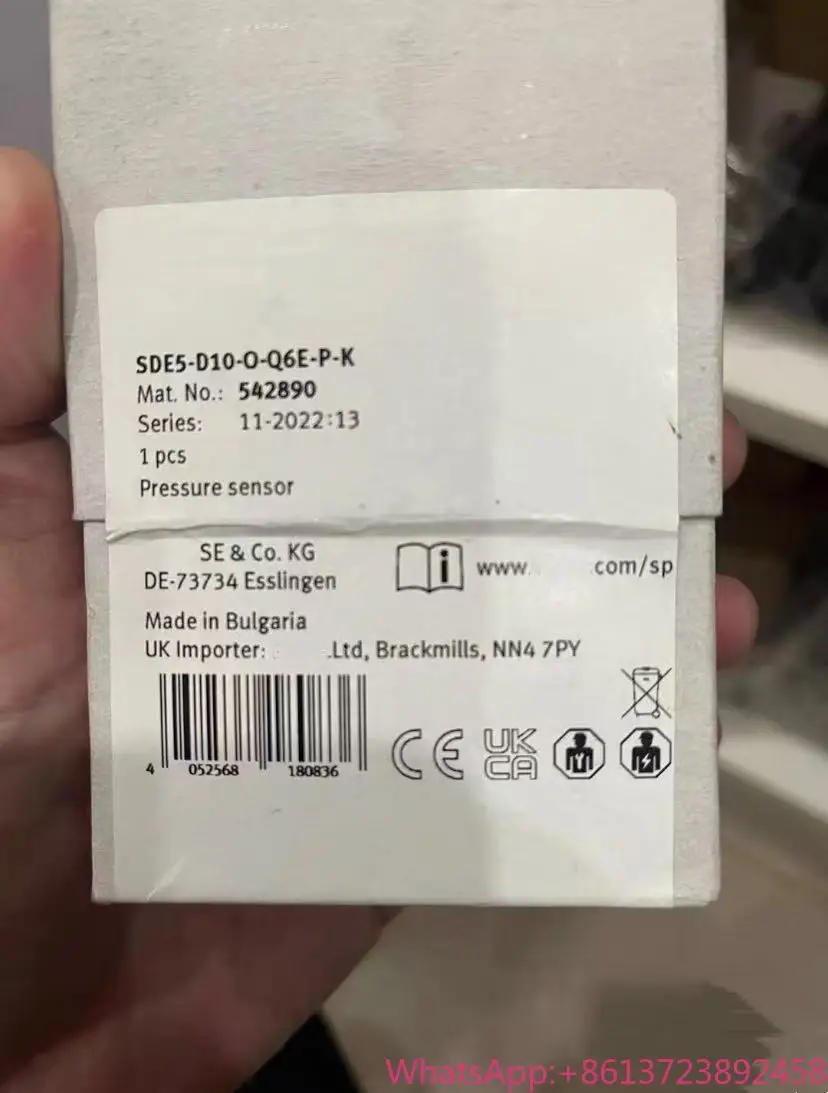 SDE5-D10-O-Q6E-P-K
Mat. No.: 542890
Series: 11-2022:13
1 pcs
Pressure sensor
SE & Co. KG
DE-73734 Esslingen
i www. .com/sp
Made in Bulgaria
UK Importer: .Ltd, Brackmills, NN4 7PY
4 052568 180836
CE UK CA
WhatsApp:+8613723892458